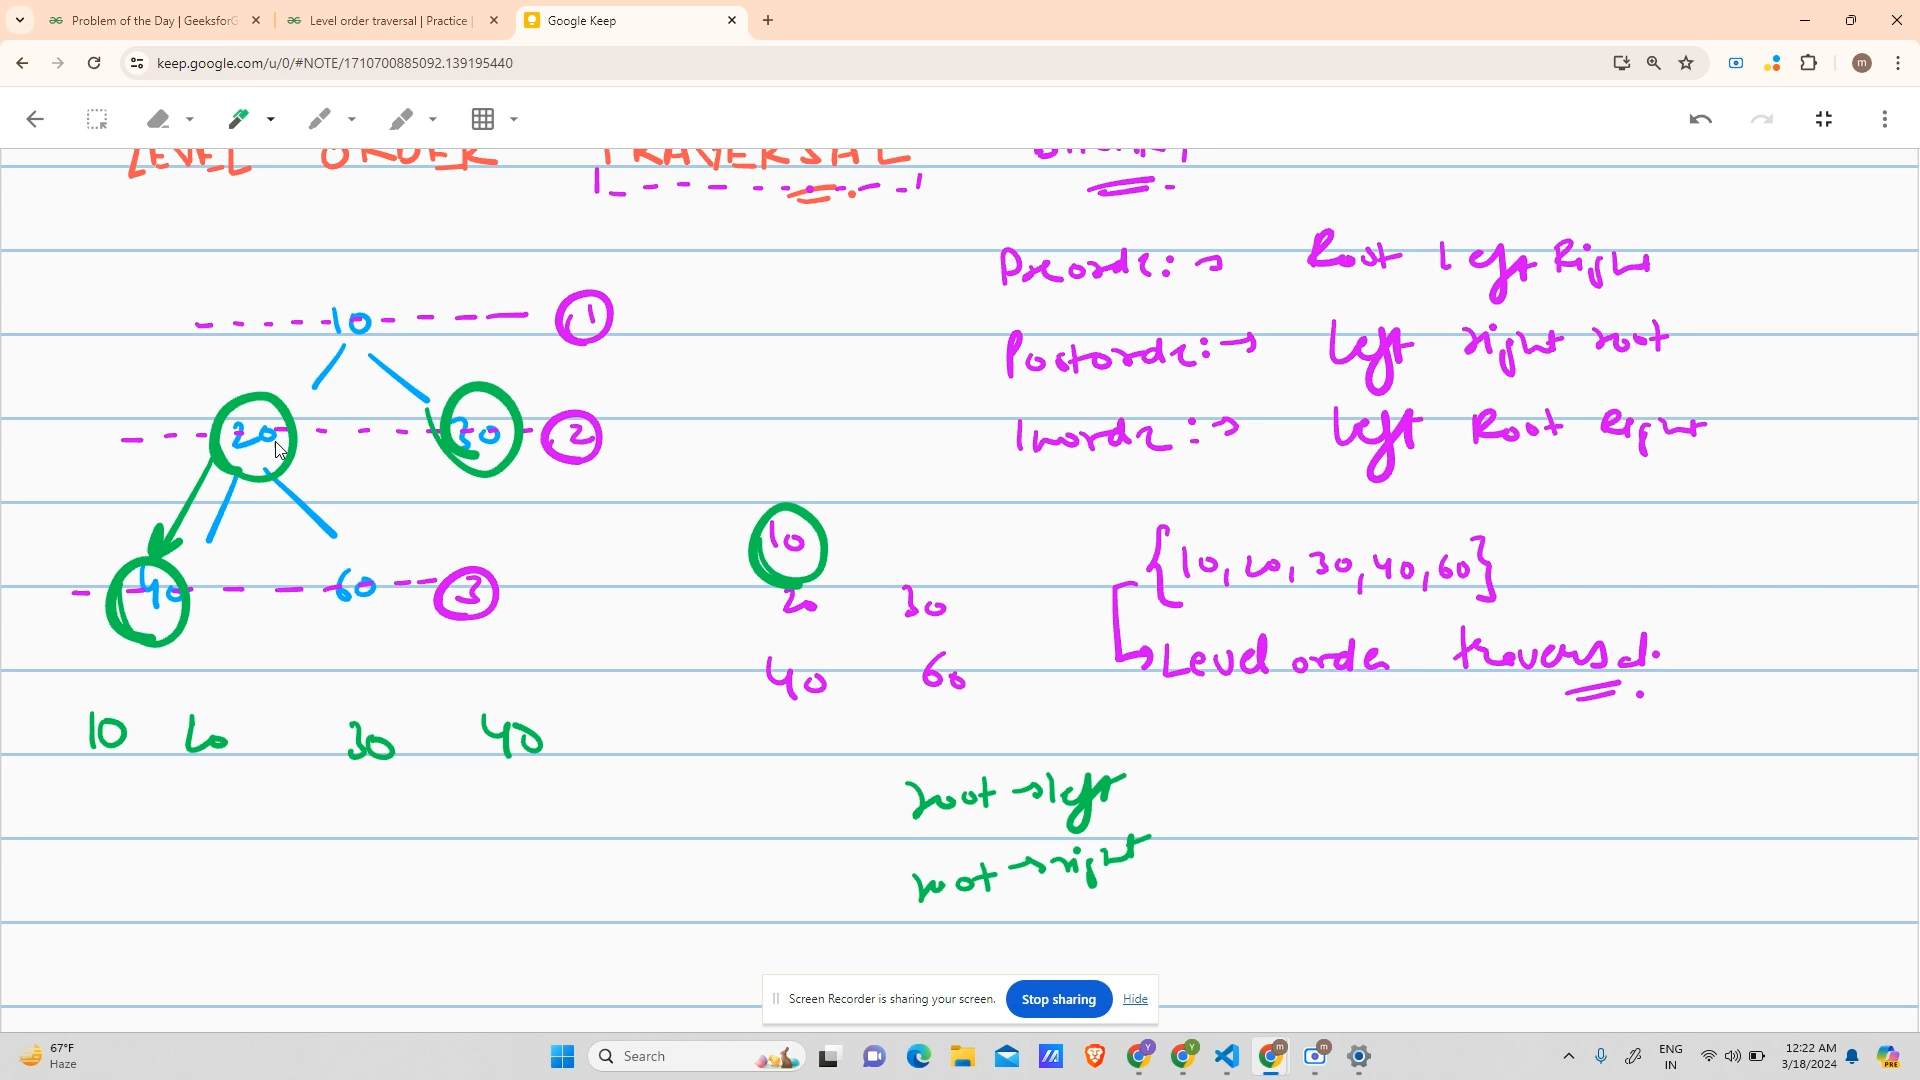 Problem of the Day | GeeksforG
Level order traversal | Practice |
Google Keep
keep.google.com/u/0/#NOTE/1710700885092.139195440
m
LEVEL ORDER TRAVERSAL
Preorder:→ Root left Right
10 1
Postorder:→ left right root
20 30 2
Inorder:→ left Root Right
10
{10, 20, 30, 40, 60}
40 60 3
20 30
Level order traversal.
40 60
10 20 30 40
root →left
root →right
Screen Recorder is sharing your screen.
Stop sharing
Hide
67°F
Haze
Search
ENG
IN
12:22 AM
3/18/2024
PRE